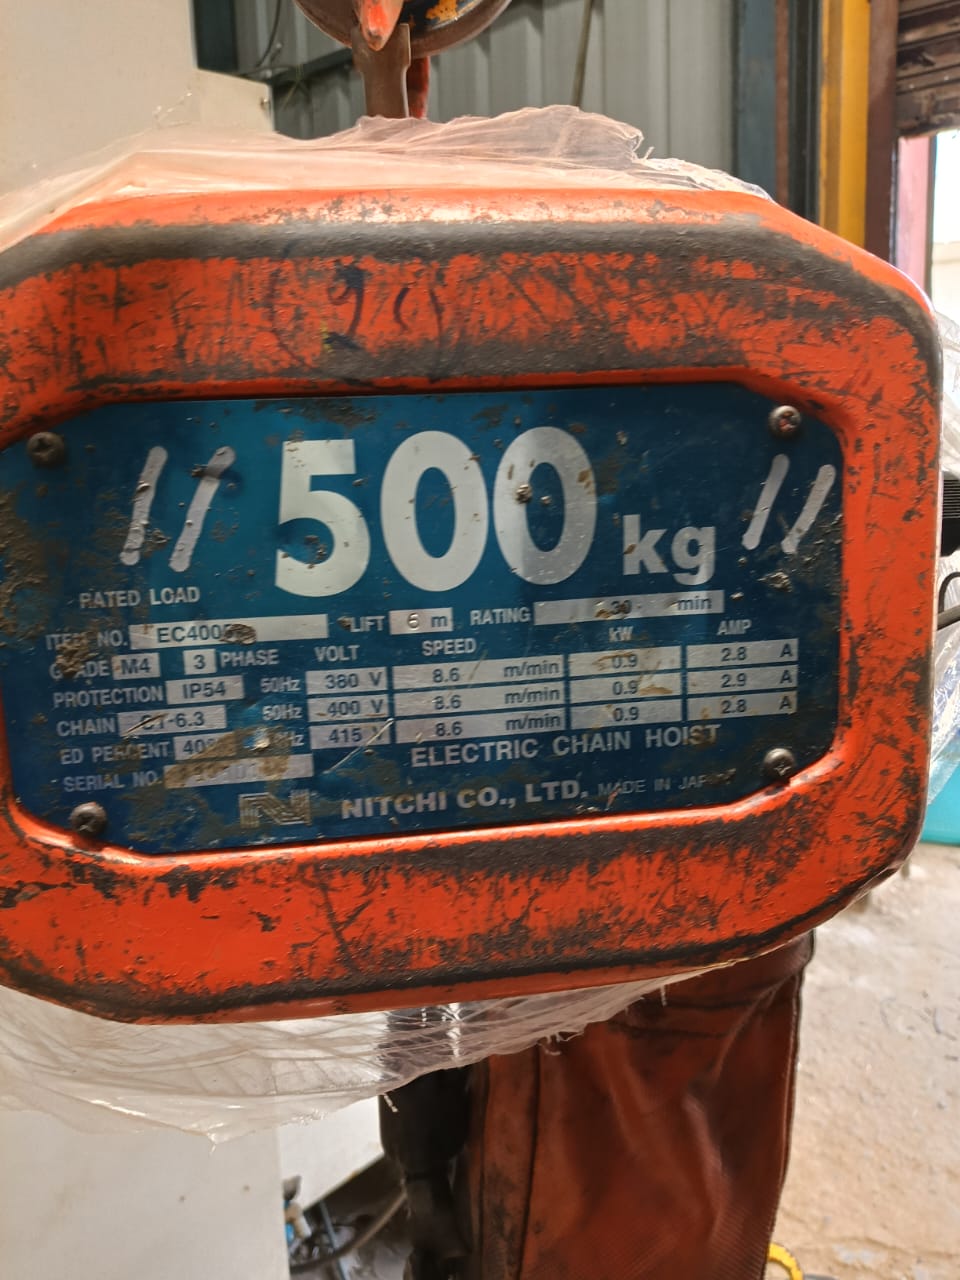 500 kg
RATED LOAD
ITEM NO. LIFT 6 m RATING 30 min
GRADE M4 3 PHASE VOLT SPEED kW AMP
PROTECTION IP54 50Hz 380 V 8.6 m/min 0.9 2.8 A
CHAIN 50Hz 400 V 8.6 m/min 0.9 2.9 A
ED PERCENT 415 V 8.6 m/min 0.9 2.8 A
SERIAL NO. ELECTRIC CHAIN HOIST
NITCHI CO., LTD. MADE IN